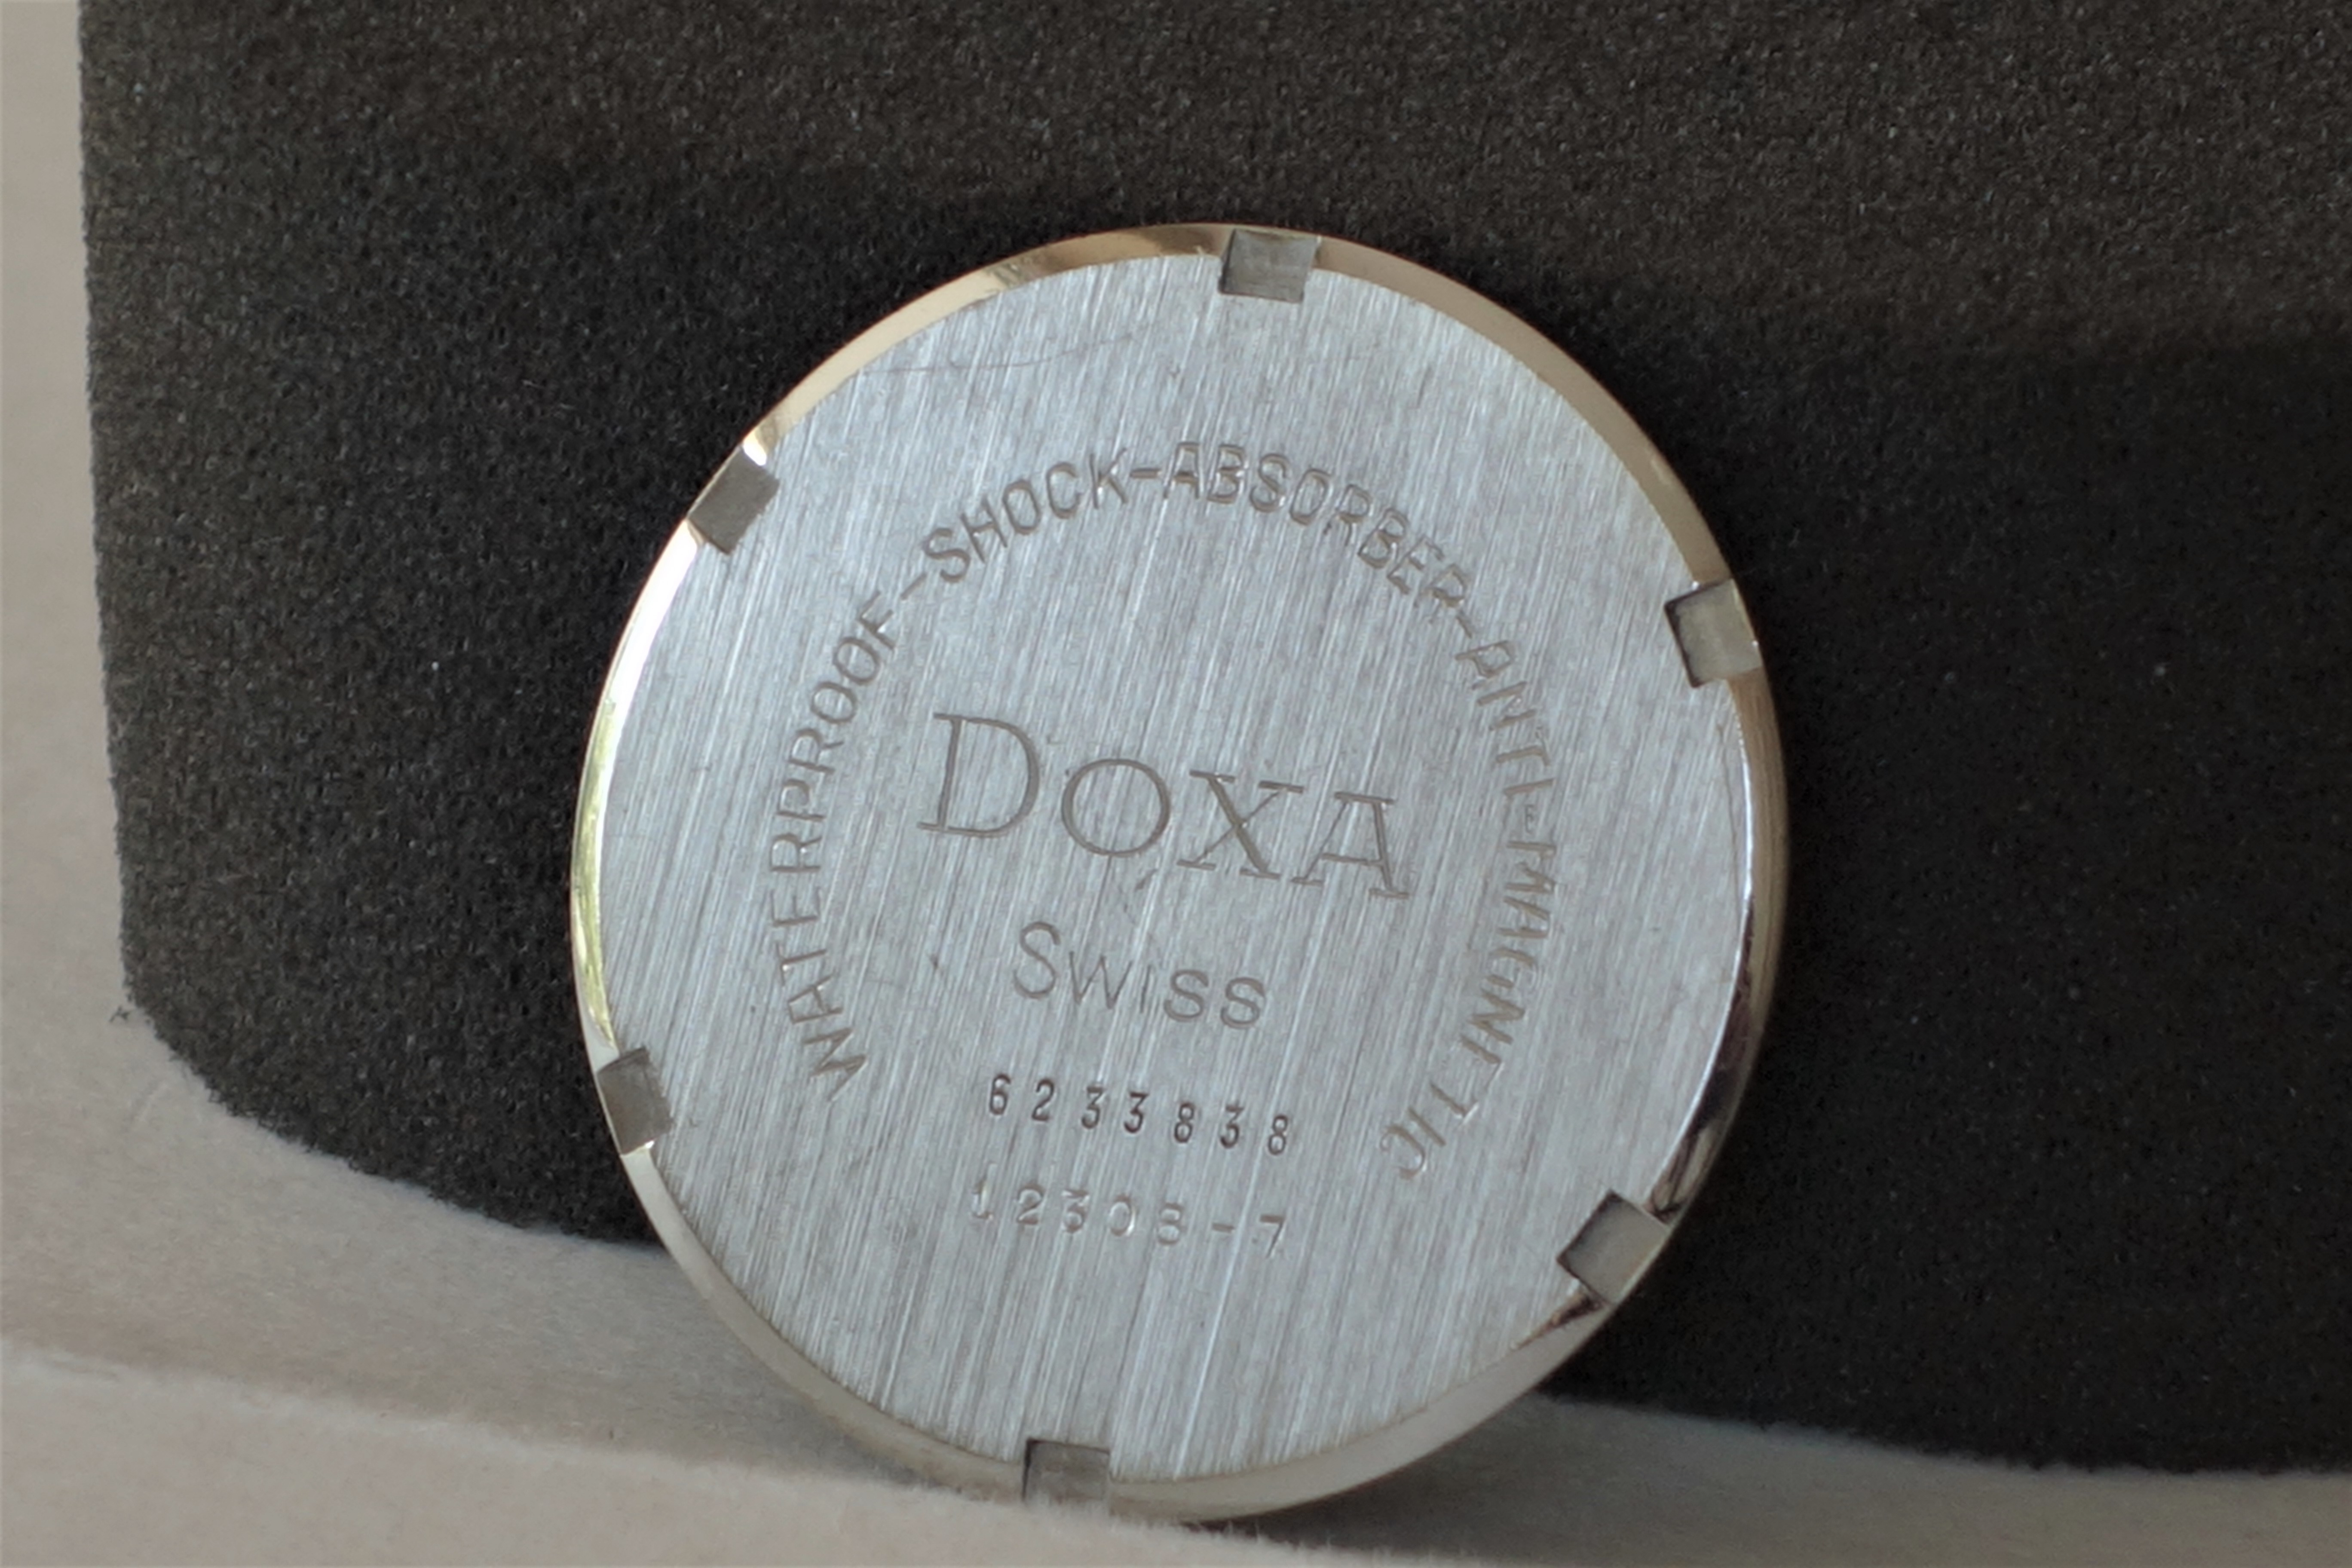 WATERPROOF-SHOCK-ABSORBER-ANTI-MAGNETIC
DOXA
SWISS
6233838
12308-7